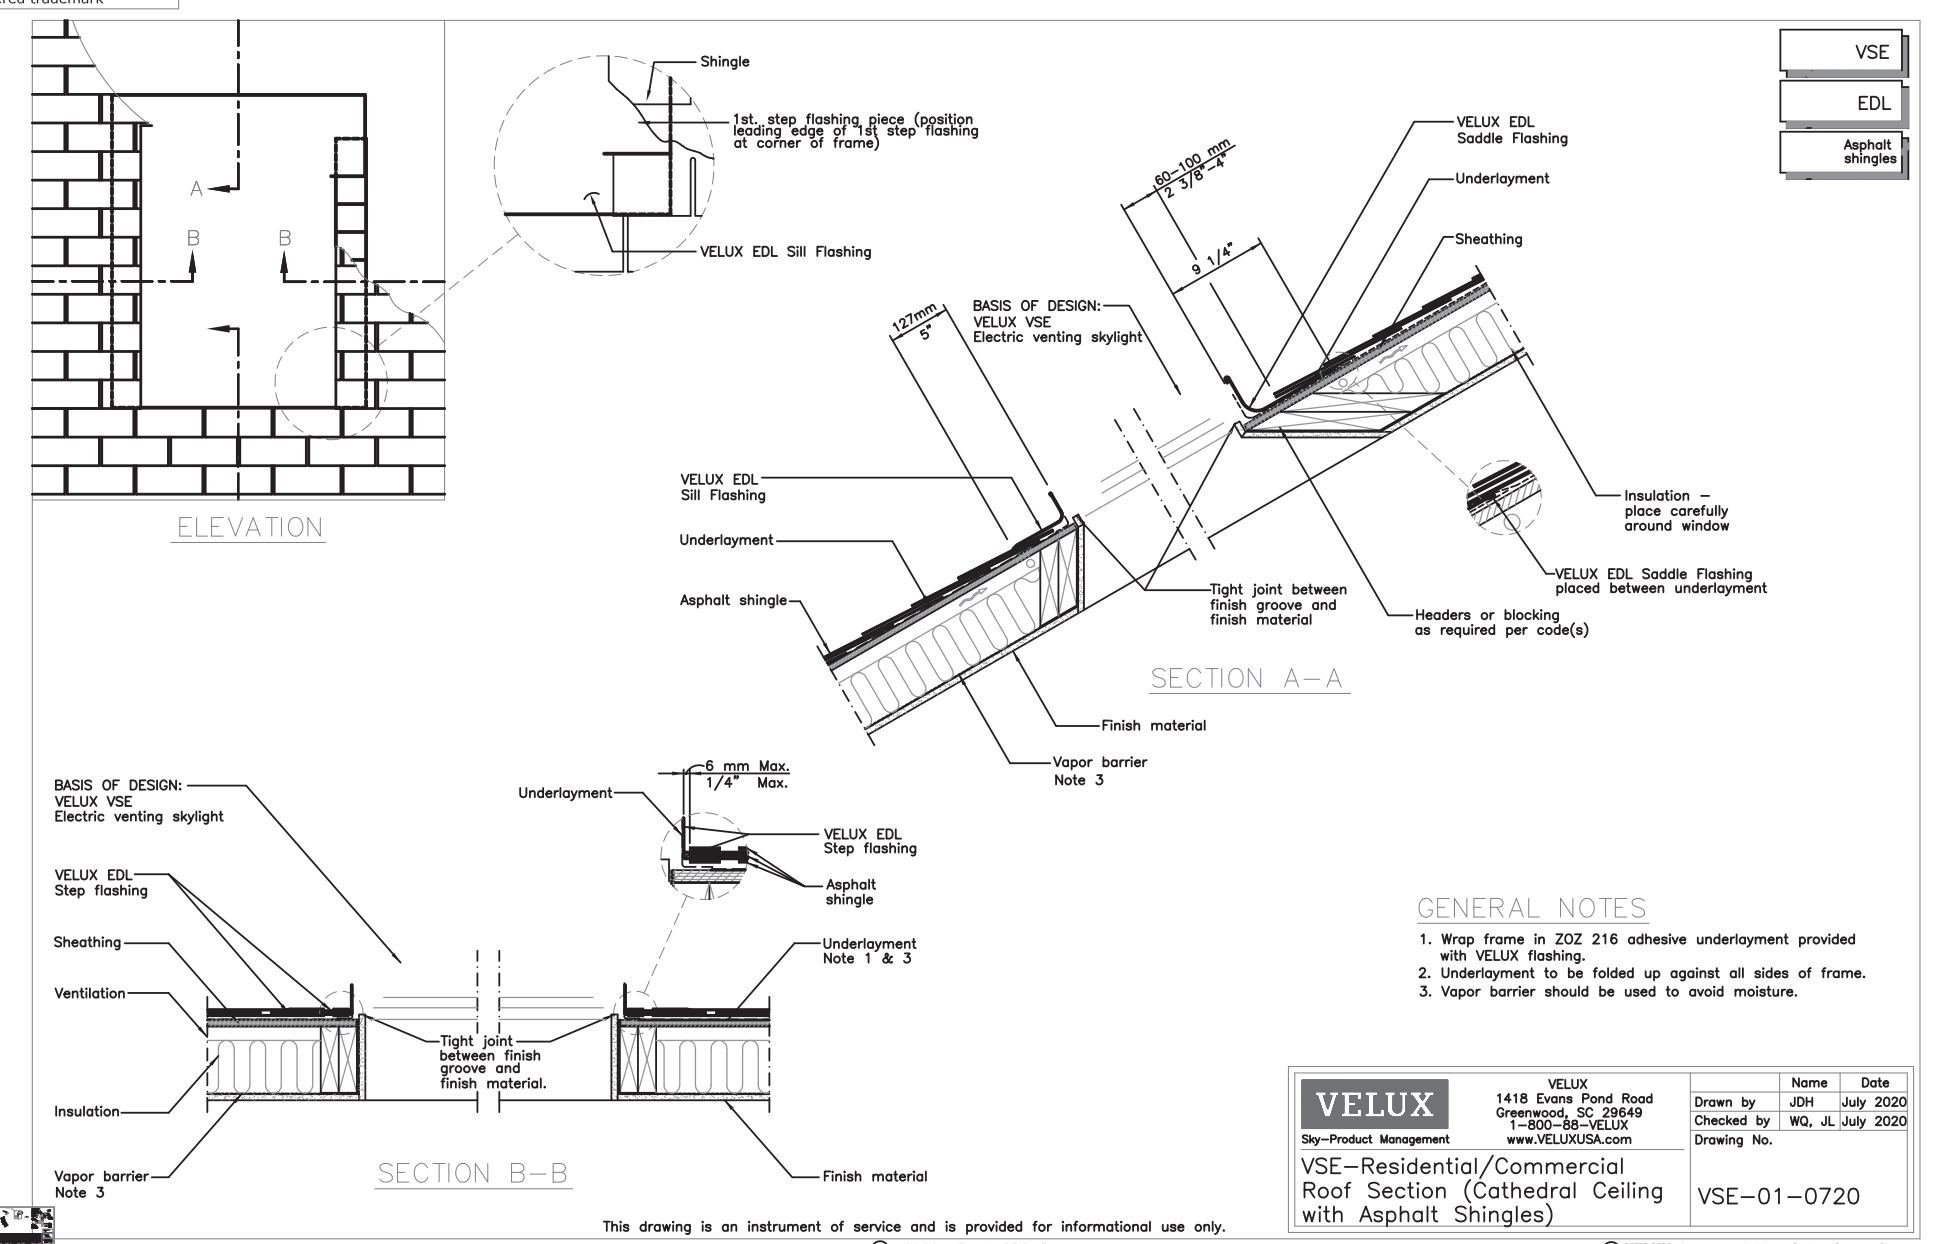 VSE
EDL
Asphalt
shingles
Shingle
1st. step flashing piece (position
leading edge of 1st step flashing
at corner of frame)
VELUX EDL Sill Flashing
A
B
B
ELEVATION
VELUX EDL
Saddle Flashing
Underlayment
Sheathing
60-100 mm
2 3/8"-4"
9 1/4"
BASIS OF DESIGN:
VELUX VSE
Electric venting skylight
127mm
5"
VELUX EDL
Sill Flashing
Underlayment
Asphalt shingle
Insulation -
place carefully
around window
VELUX EDL Saddle Flashing
placed between underlayment
Tight joint between
finish groove and
finish material
Headers or blocking
as required per code(s)
SECTION A-A
Finish material
Vapor barrier
Note 3
BASIS OF DESIGN:
VELUX VSE
Electric venting skylight
Underlayment
6 mm Max.
1/4" Max.
VELUX EDL
Step flashing
Asphalt
shingle
VELUX EDL
Step flashing
Sheathing
Ventilation
Insulation
Vapor barrier
Note 3
Underlayment
Note 1 & 3
Tight joint
between finish
groove and
finish material.
Finish material
SECTION B-B
GENERAL NOTES
1. Wrap frame in ZOZ 216 adhesive underlayment provided
with VELUX flashing.
2. Underlayment to be folded up against all sides of frame.
3. Vapor barrier should be used to avoid moisture.
VELUX
Sky-Product Management
VELUX
1418 Evans Pond Road
Greenwood, SC 29649
1-800-88-VELUX
www.VELUXUSA.com
Name Date
Drawn by JDH July 2020
Checked by WQ, JL July 2020
Drawing No.
VSE-Residential/Commercial
Roof Section (Cathedral Ceiling
with Asphalt Shingles)
VSE-01-0720
This drawing is an instrument of service and is provided for informational use only.